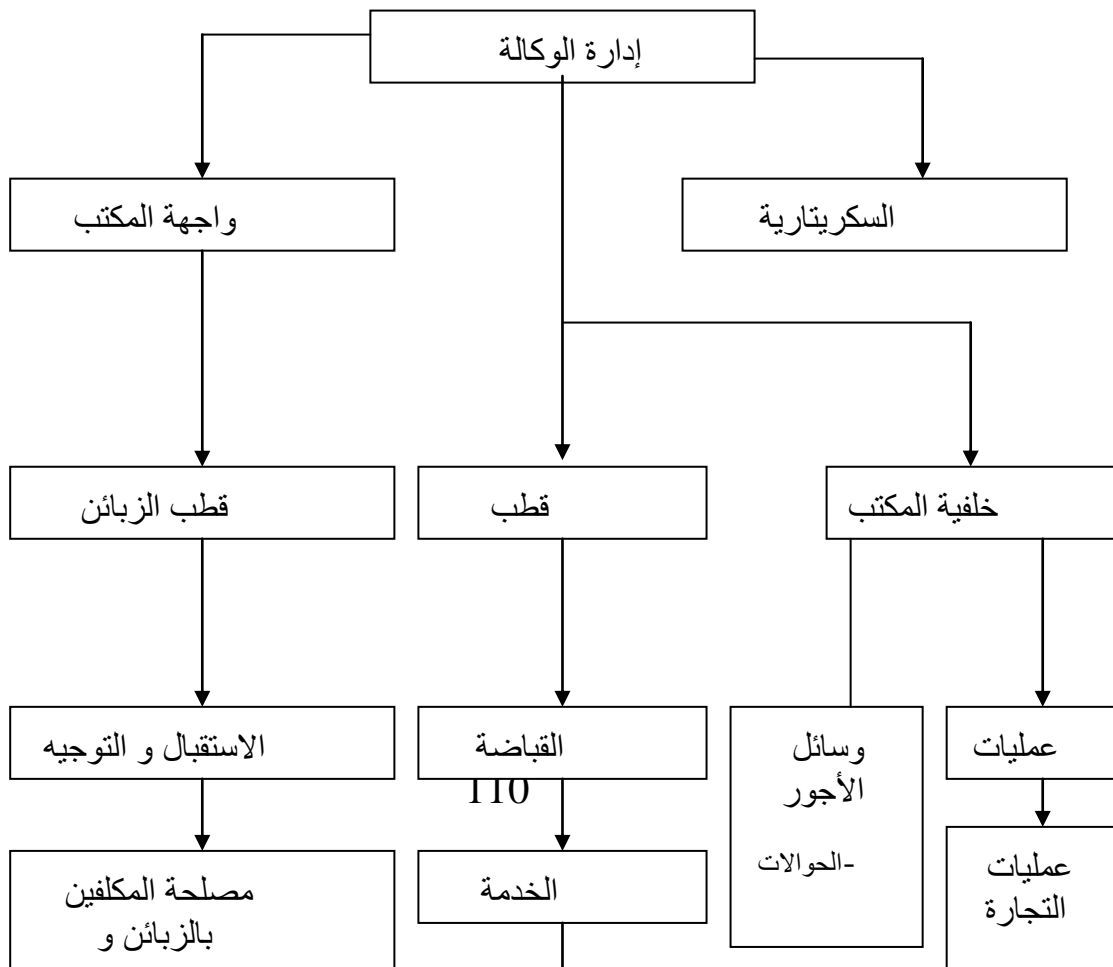 إدارة الوكالة
السكريتارية
واجهة المكتب
خلفية المكتب
قطب
قطب الزبائن
عمليات
وسائل
الأجور
-الحوالات
القباضة
الاستقبال و التوجيه
110
عمليات
التجارة
الخدمة
مصلحة المكلفين
بالزبائن و